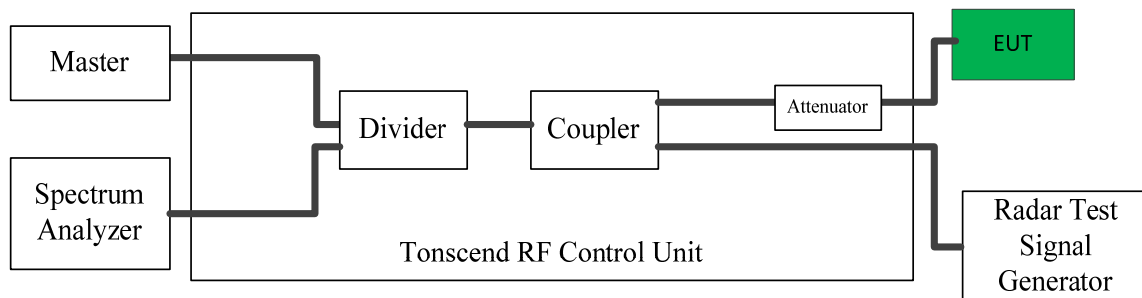 Master
Spectrum
Analyzer
Divider
Coupler
Attenuator
EUT
Radar Test
Signal
Generator
Tonscend RF Control Unit